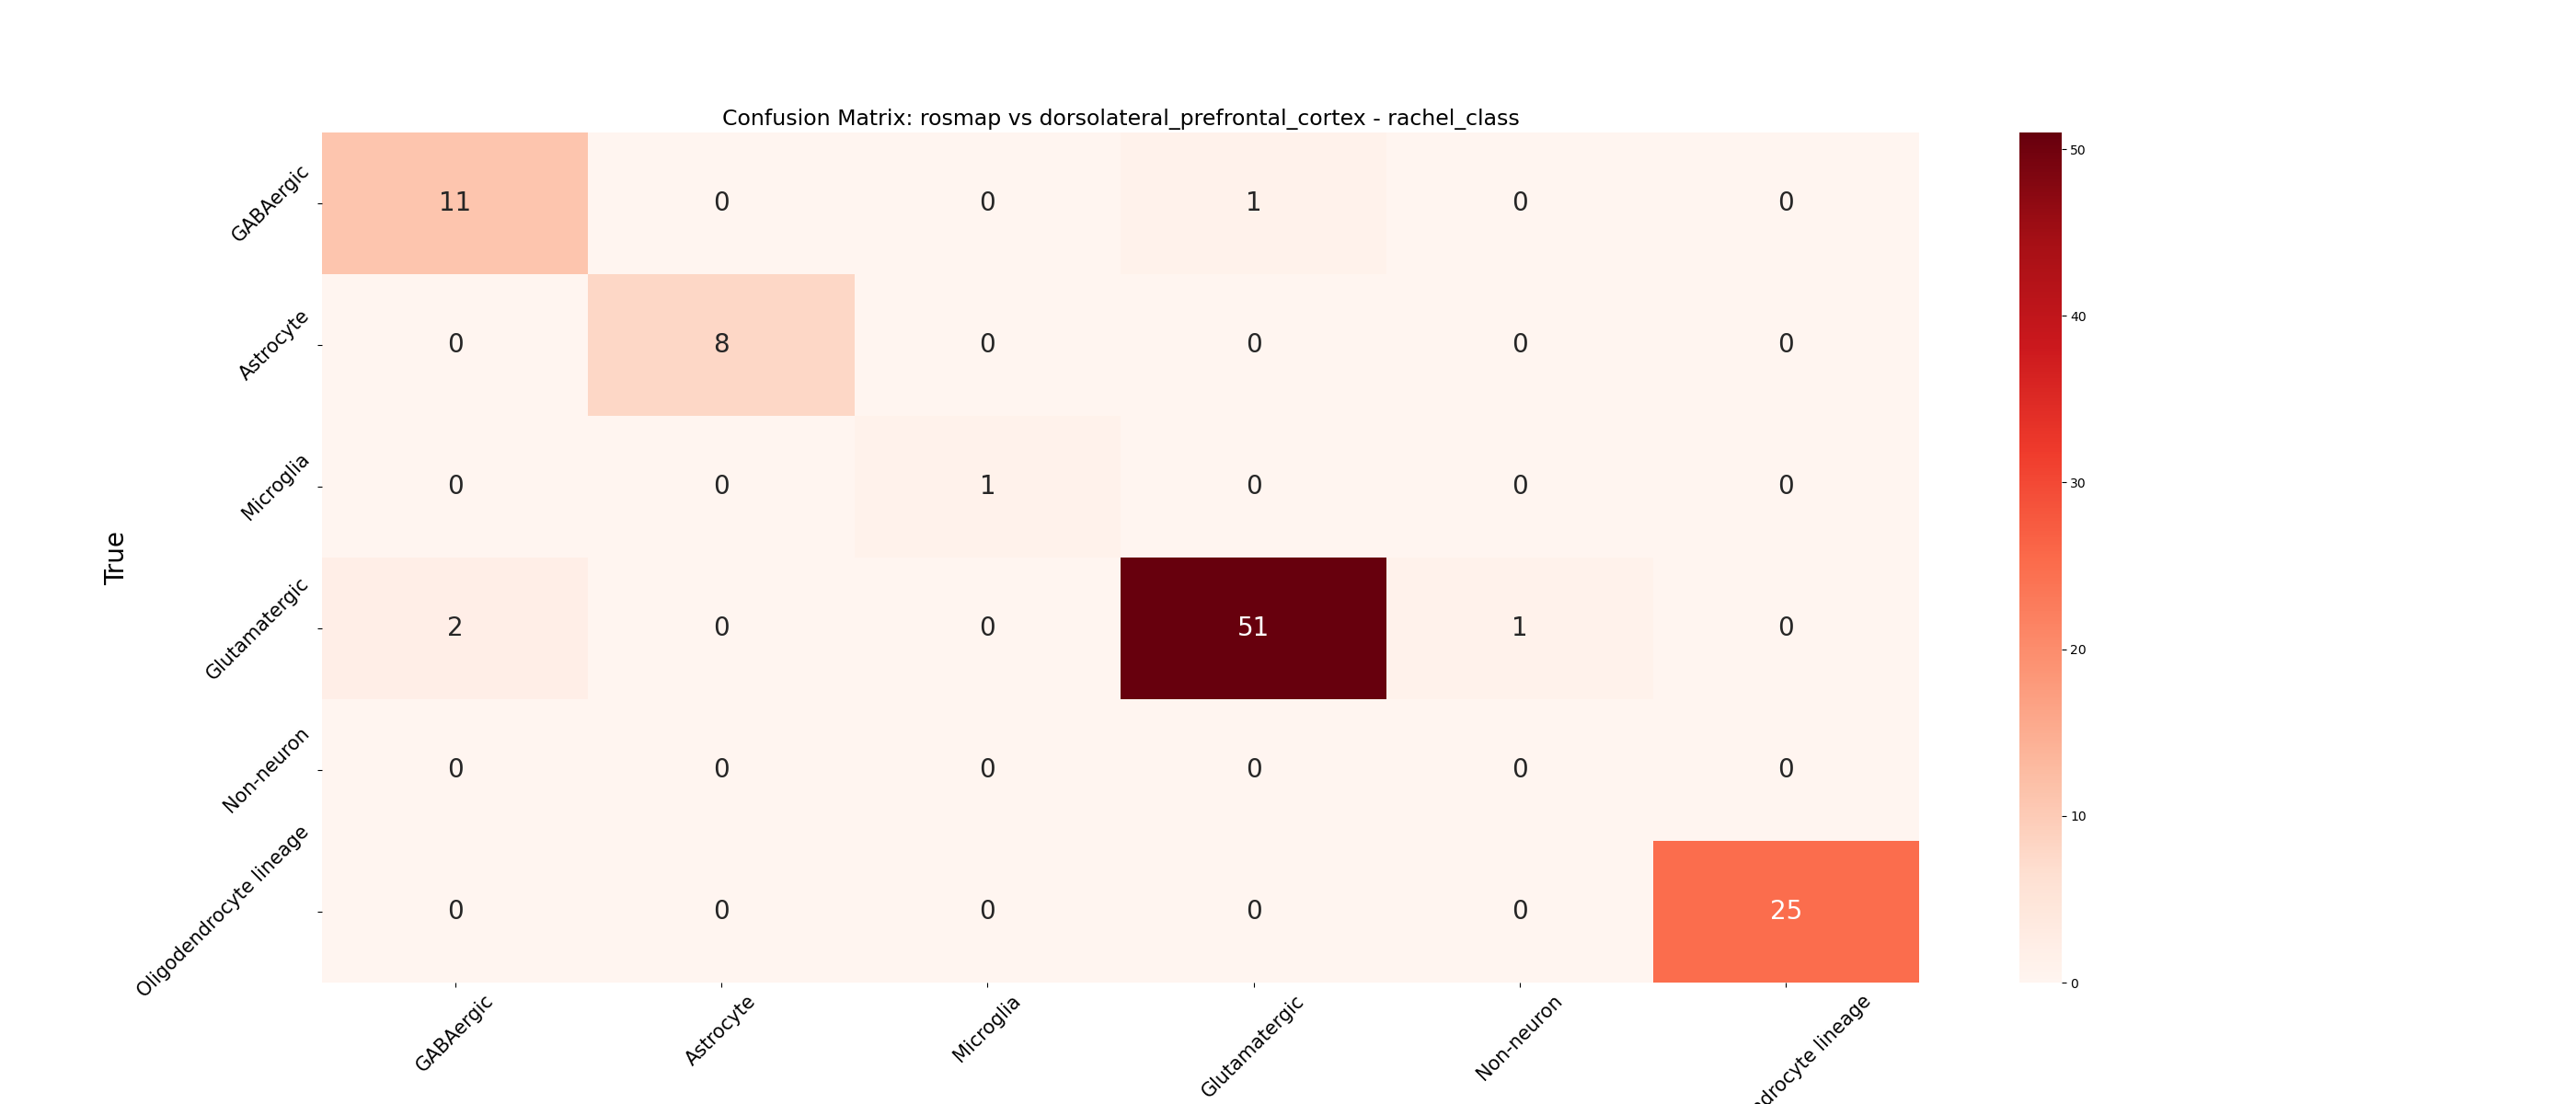 Confusion Matrix: rosmap vs dorsolateral_prefrontal_cortex - rachel_class
True
GABAergic 11 0 0 1 0 0
Astrocyte 0 8 0 0 0 0
Microglia 0 0 1 0 0 0
Glutamatergic 2 0 0 51 1 0
Non-neuron 0 0 0 0 0 0
Oligodendrocyte lineage 0 0 0 0 0 25
GABAergic Astrocyte Microglia Glutamatergic Non-neuron lineage
50
40
30
20
10
0